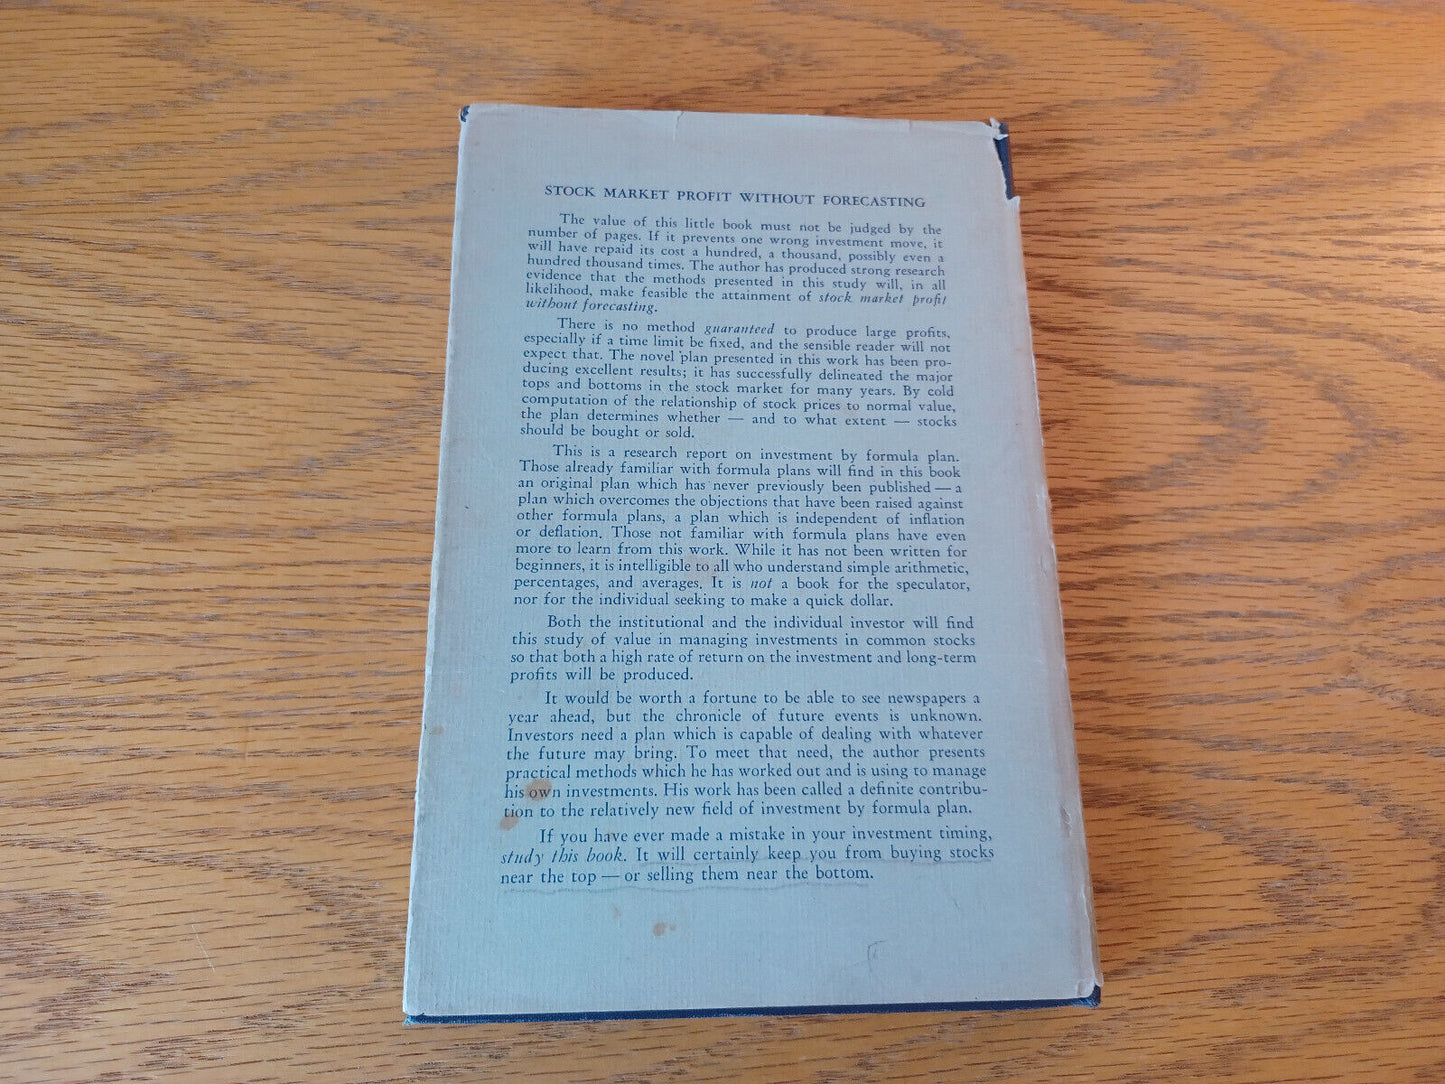 STOCK MARKET PROFIT WITHOUT FORECASTING
The value of this little book must not be judged by the
number of pages. If it prevents one wrong investment move, it
will have repaid its cost a hundred, a thousand, possibly even a
hundred thousand times. The author has produced strong research
evidence that the methods presented in this study will, in all
likelihood, make feasible the attainment of stock market profit
without forecasting.
There is no method guaranteed to produce large profits,
especially if a time limit be fixed, and the sensible reader will not
expect that. The novel plan presented in this work has been pro-
ducing excellent results; it has successfully delineated the major
tops and bottoms in the stock market for many years. By cold
computation of the relationship of stock prices to normal value,
the plan determines whether — and to what extent — stocks
should be bought or sold.
This is a research report on investment by formula plan.
Those already familiar with formula plans will find in this book
an original plan which has never previously been published — a
plan which overcomes the objections that have been raised against
other formula plans, a plan which is independent of inflation
or deflation. Those not familiar with formula plans have even
more to learn from this work. While it has not been written for
beginners, it is intelligible to all who understand simple arithmetic,
percentages, and averages. It is not a book for the speculator,
nor for the individual seeking to make a quick dollar.
Both the institutional and the individual investor will find
this study of value in managing investments in common stocks
so that both a high rate of return on the investment and long-term
profits will be produced.
It would be worth a fortune to be able to see newspapers a
year ahead, but the chronicle of future events is unknown.
Investors need a plan which is capable of dealing with whatever
the future may bring. To meet that need, the author presents
practical methods which he has worked out and is using to manage
his own investments. His work has been called a definite contribu-
tion to the relatively new field of investment by formula plan.
If you have ever made a mistake in your investment timing,
study this book. It will certainly keep you from buying stocks
near the top — or selling them near the bottom.